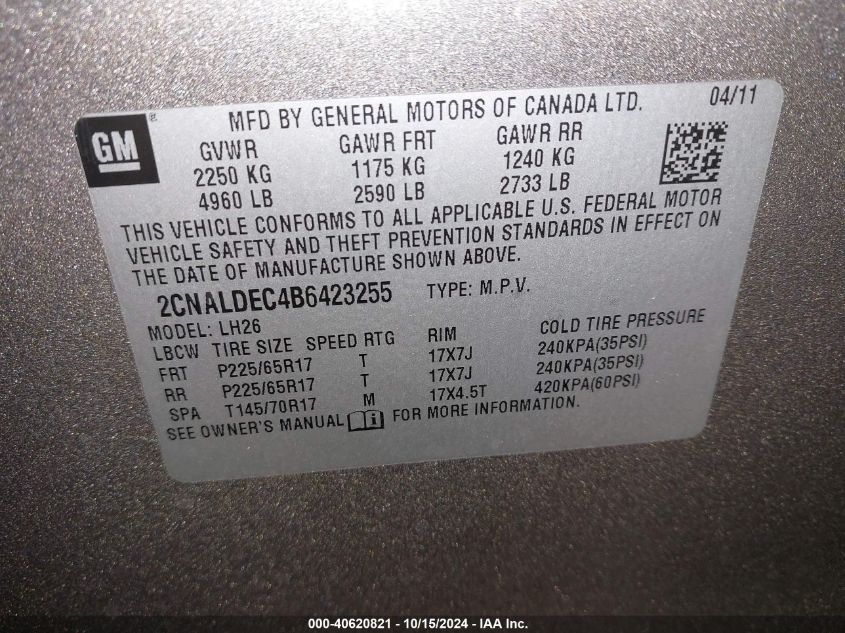 GM®
MFD BY GENERAL MOTORS OF CANADA LTD. 04/11
GVWR GAWR FRT GAWR RR
2250 KG 1175 KG 1240 KG
4960 LB 2590 LB 2733 LB
THIS VEHICLE CONFORMS TO ALL APPLICABLE U.S. FEDERAL MOTOR
VEHICLE SAFETY AND THEFT PREVENTION STANDARDS IN EFFECT ON
THE DATE OF MANUFACTURE SHOWN ABOVE.
2CNALDEC4B6423255 TYPE: M.P.V.
MODEL: LH26
LBCW TIRE SIZE SPEED RTG RIM COLD TIRE PRESSURE
FRT P225/65R17 T 17X7J 240KPA(35PSI)
RR P225/65R17 T 17X7J 240KPA(35PSI)
SPA T145/70R17 M 17X4.5T 420KPA(60PSI)
SEE OWNER'S MANUAL i FOR MORE INFORMATION.
000-40620821 - 10/15/2024 - IAA Inc.